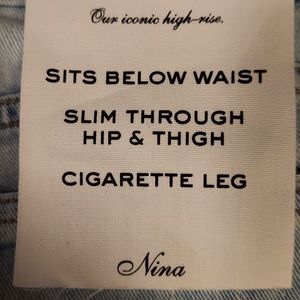 Our iconic high-rise.
SITS BELOW WAIST
SLIM THROUGH
HIP & THIGH
CIGARETTE LEG
Nina